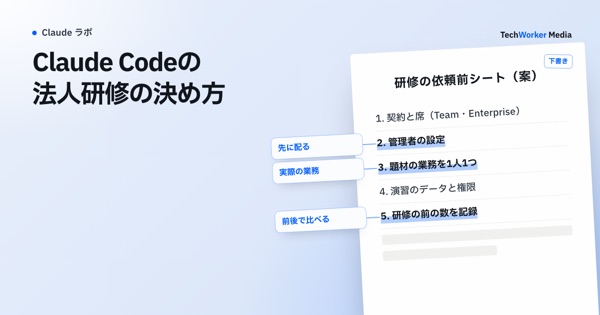 Claude ラボ
Claude Codeの
法人研修の決め方
TechWorker Media
下書き
研修の依頼前シート（案）
1. 契約と席（Team・Enterprise）
先に配る
2. 管理者の設定
実際の業務
3. 題材の業務を1人1つ
4. 演習のデータと権限
前後で比べる
5. 研修の前の数を記録